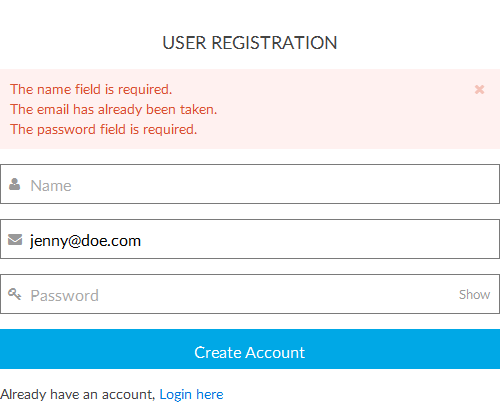 USER REGISTRATION
The name field is required.
The email has already been taken.
The password field is required.
Name
jenny@doe.com
Password Show
Create Account
Already have an account, Login here